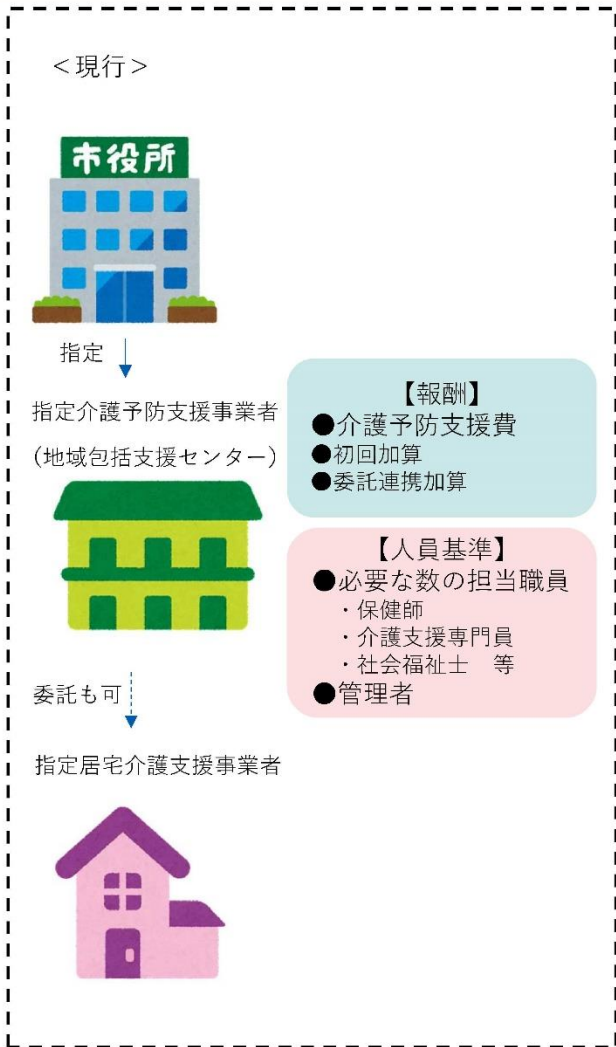 ＜現行＞
市役所
指定
指定介護予防支援事業者
(地域包括支援センター)
【報酬】
●介護予防支援費
●初回加算
●委託連携加算
【人員基準】
●必要な数の担当職員
・保健師
・介護支援専門員
・社会福祉士　等
●管理者
委託も可
指定居宅介護支援事業者